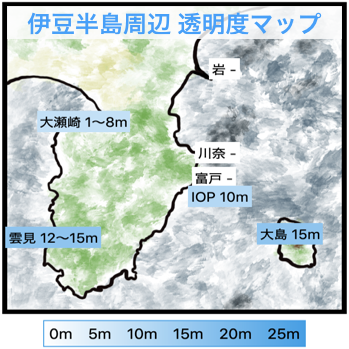 伊豆半島周辺 透明度マップ
岩 -
大瀬崎 1〜8m
川奈 -
富戸 -
IOP 10m
雲見 12〜15m
大島 15m
0m 5m 10m 15m 20m 25m